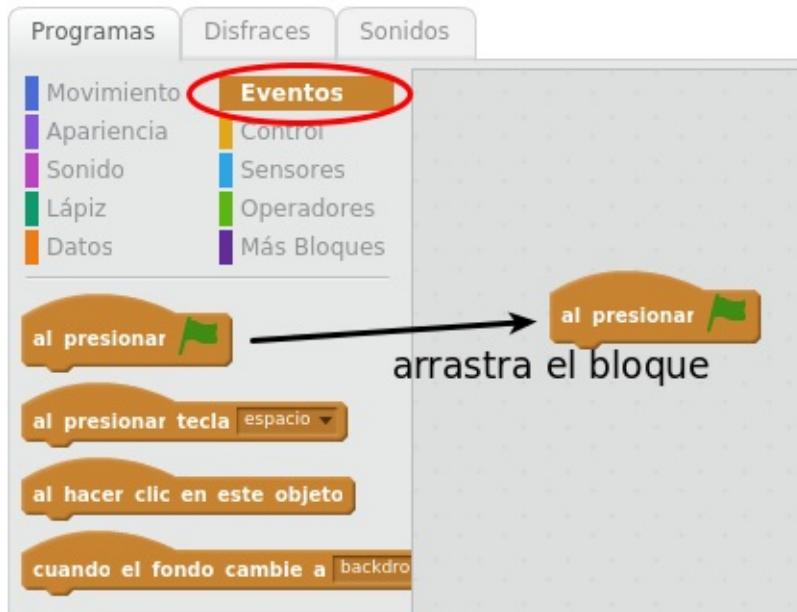 Programas Disfraces Sonidos
Movimiento Eventos
Apariencia Control
Sonido Sensores
Lápiz Operadores
Datos Más Bloques
al presionar al presionar
arrastra el bloque
al presionar tecla espacio
al hacer clic en este objeto
cuando el fondo cambie a backdro